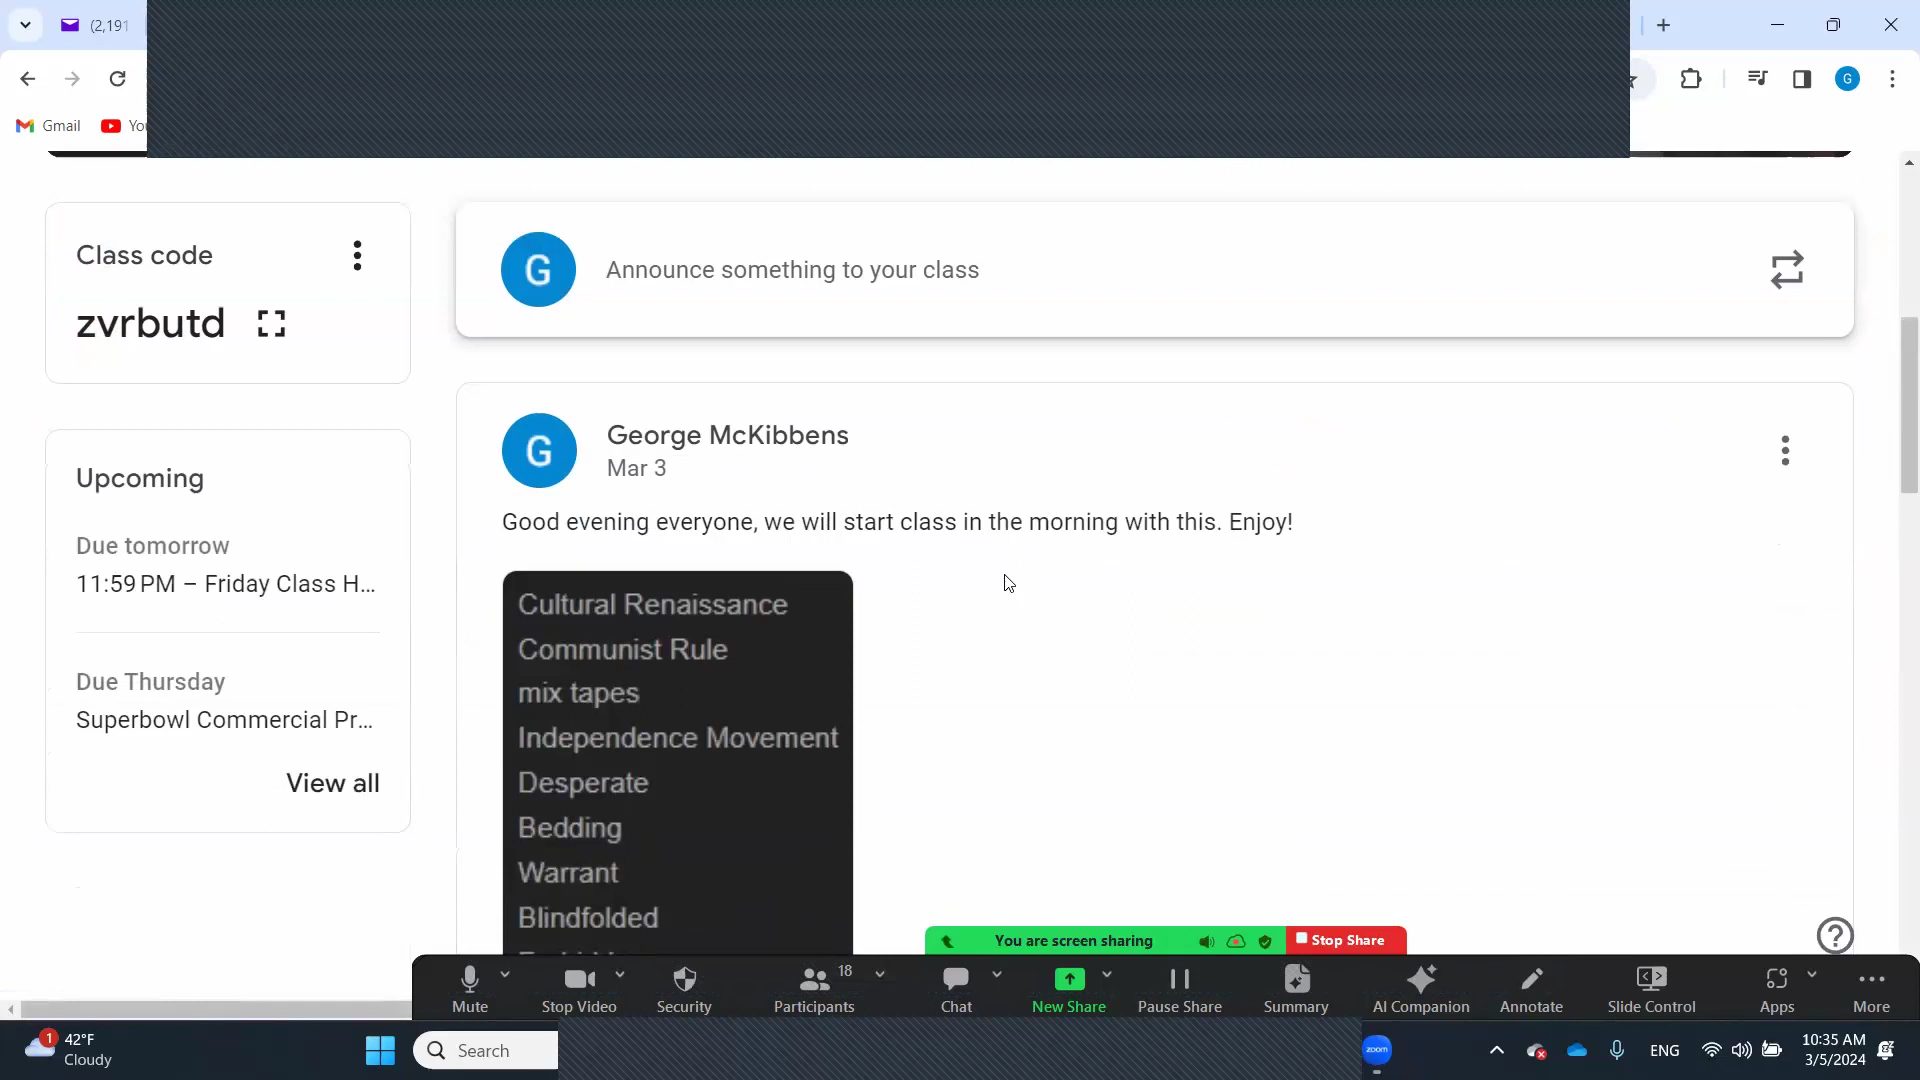 (2,191
Gmail
You
Class code
zvrbutd
Upcoming
Due tomorrow
11:59 PM – Friday Class H...
Due Thursday
Superbowl Commercial Pr...
View all
G
Announce something to your class
G
George McKibbens
Mar 3
Good evening everyone, we will start class in the morning with this. Enjoy!
Cultural Renaissance
Communist Rule
mix tapes
Independence Movement
Desperate
Bedding
Warrant
Blindfolded
G
You are screen sharing
Stop Share
Mute
Stop Video
Security
18
Participants
Chat
New Share
Pause Share
Summary
AI Companion
Annotate
Slide Control
Apps
More
1
42°F
Cloudy
Search
zoom
ENG
10:35 AM
3/5/2024